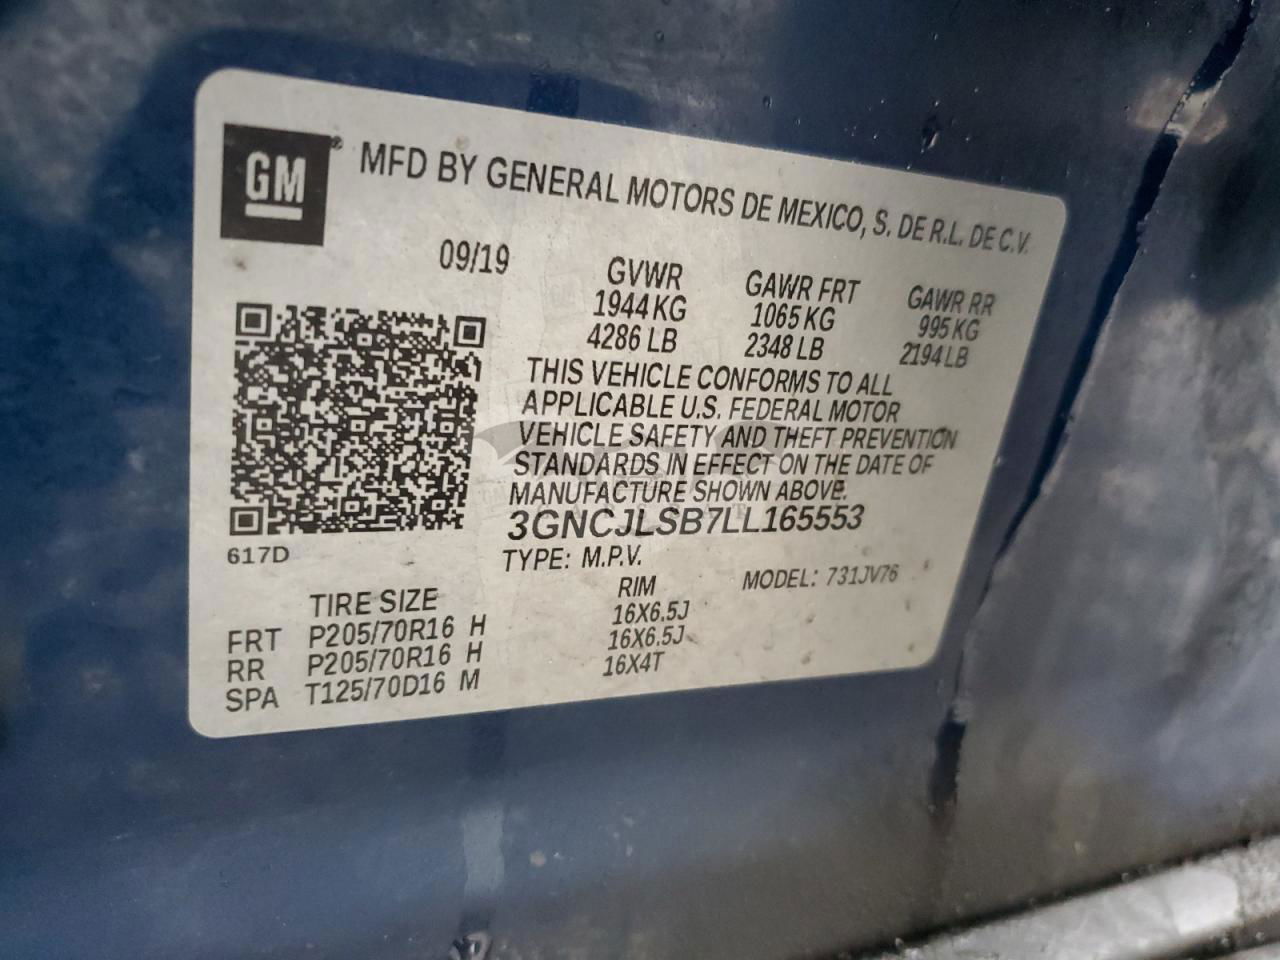 GM
MFD BY GENERAL MOTORS DE MEXICO, S. DE R.L. DE C.V.
09/19 GVWR GAWR FRT GAWR RR
1944 KG 1065 KG 995 KG
4286 LB 2348 LB 2194 LB
THIS VEHICLE CONFORMS TO ALL
APPLICABLE U.S. FEDERAL MOTOR
VEHICLE SAFETY AND THEFT PREVENTION
STANDARDS IN EFFECT ON THE DATE OF
MANUFACTURE SHOWN ABOVE.
3GNCJLSB7LL165553
617D
TYPE: M.P.V. MODEL: 731JV76
TIRE SIZE RIM
FRT P205/70R16 H 16X6.5J
RR P205/70R16 H 16X6.5J
SPA T125/70D16 M 16X4T